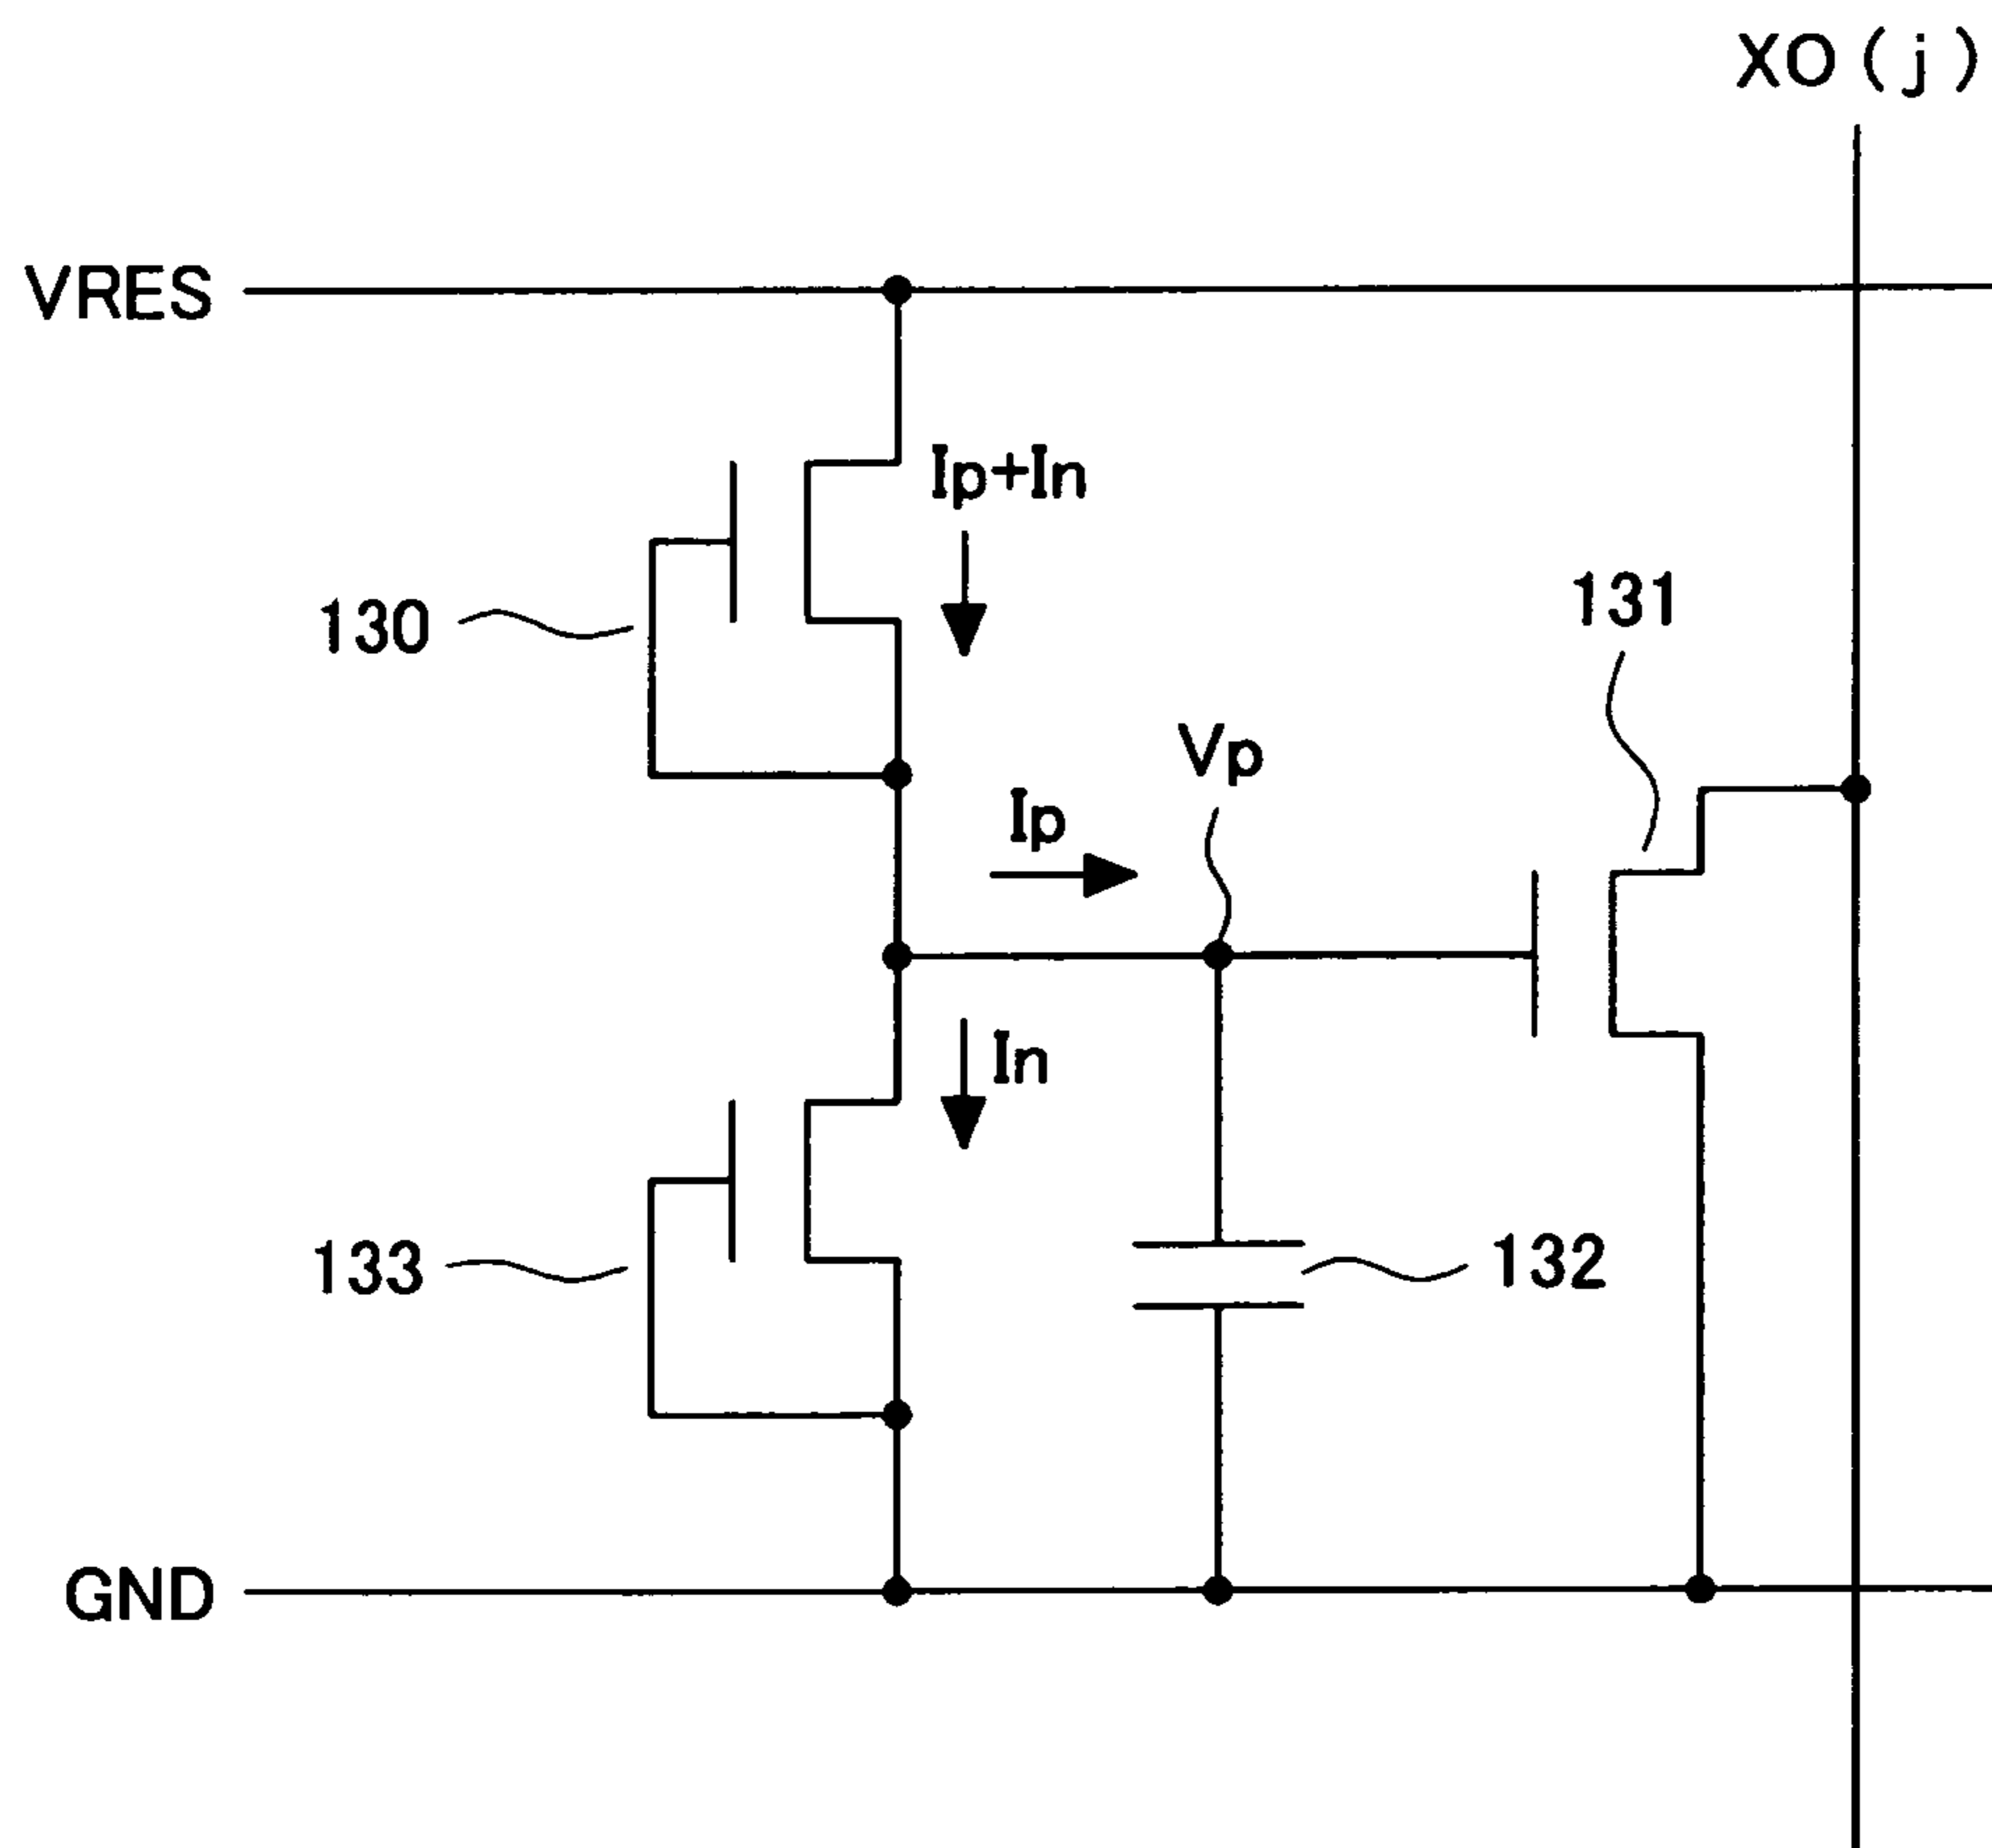 XO(j)
VRES
Ip+In
130
131
Vp
Ip
In
133
132
GND